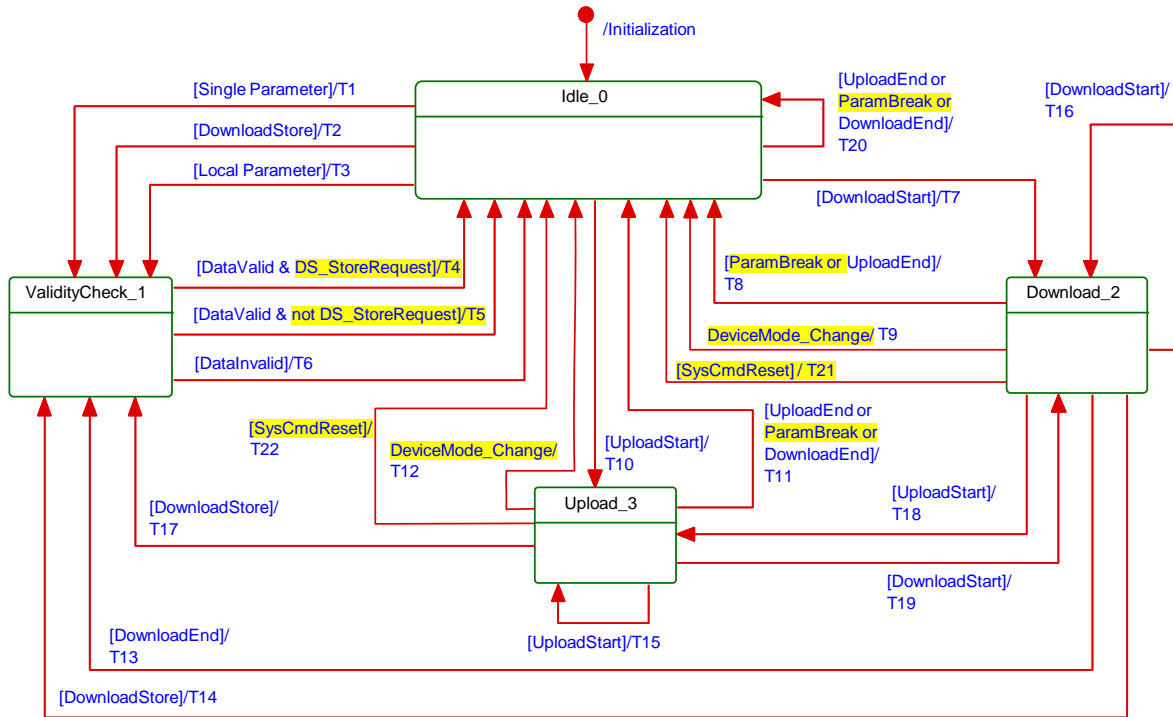 /Initialization
Idle_0
[Single Parameter]/T1
[DownloadStore]/T2
[Local Parameter]/T3
[UploadEnd or
ParamBreak or
DownloadEnd]/
T20
[DownloadStart]/
T16
[DownloadStart]/T7
[DataValid & DS_StoreRequest]/T4
[DataValid & not DS_StoreRequest]/T5
[DataInvalid]/T6
ValidityCheck_1
[ParamBreak or UploadEnd]/
T8
DeviceMode_Change/ T9
[SysCmdReset] / T21
Download_2
[SysCmdReset]/
T22
DeviceMode_Change/
T12
[UploadStart]/
T10
[UploadEnd or
ParamBreak or
DownloadEnd]/
T11
Upload_3
[DownloadStore]/
T17
[UploadStart]/
T18
[DownloadStart]/
T19
[UploadStart]/T15
[DownloadEnd]/
T13
[DownloadStore]/T14